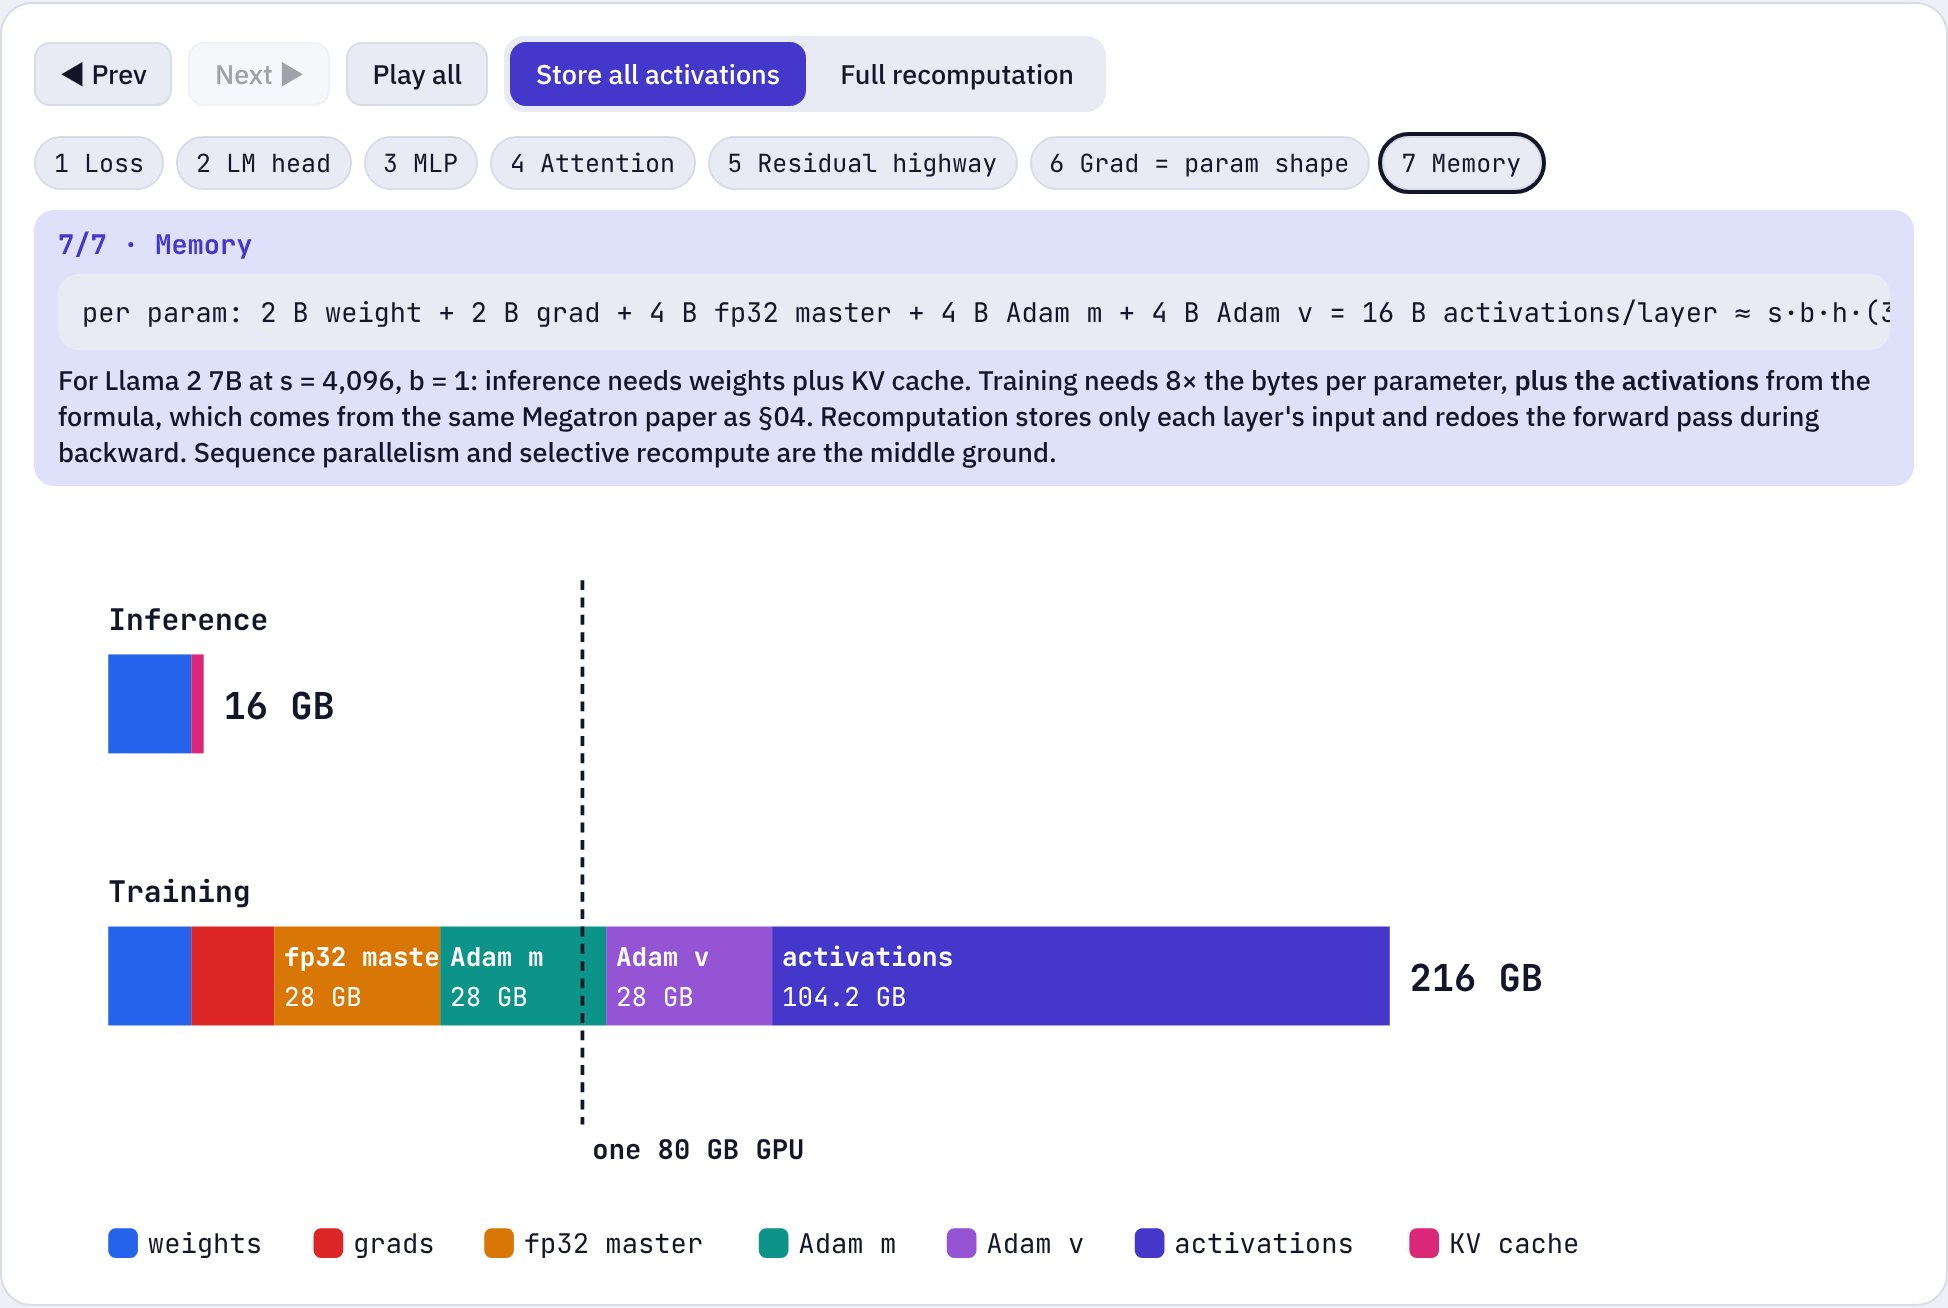 ◀ Prev
Next ▶
Play all
Store all activations
Full recomputation
1 Loss
2 LM head
3 MLP
4 Attention
5 Residual highway
6 Grad = param shape
7 Memory
7/7 · Memory
per param: 2 B weight + 2 B grad + 4 B fp32 master + 4 B Adam m + 4 B Adam v = 16 B activations/layer ≈ s·b·h·(3
For Llama 2 7B at s = 4,096, b = 1: inference needs weights plus KV cache. Training needs 8× the bytes per parameter, plus the activations from the
formula, which comes from the same Megatron paper as §04. Recomputation stores only each layer's input and redoes the forward pass during
backward. Sequence parallelism and selective recompute are the middle ground.
Inference
16 GB
Training
fp32 maste
28 GB
Adam m
28 GB
Adam v
28 GB
activations
104.2 GB
216 GB
one 80 GB GPU
weights
grads
fp32 master
Adam m
Adam v
activations
KV cache